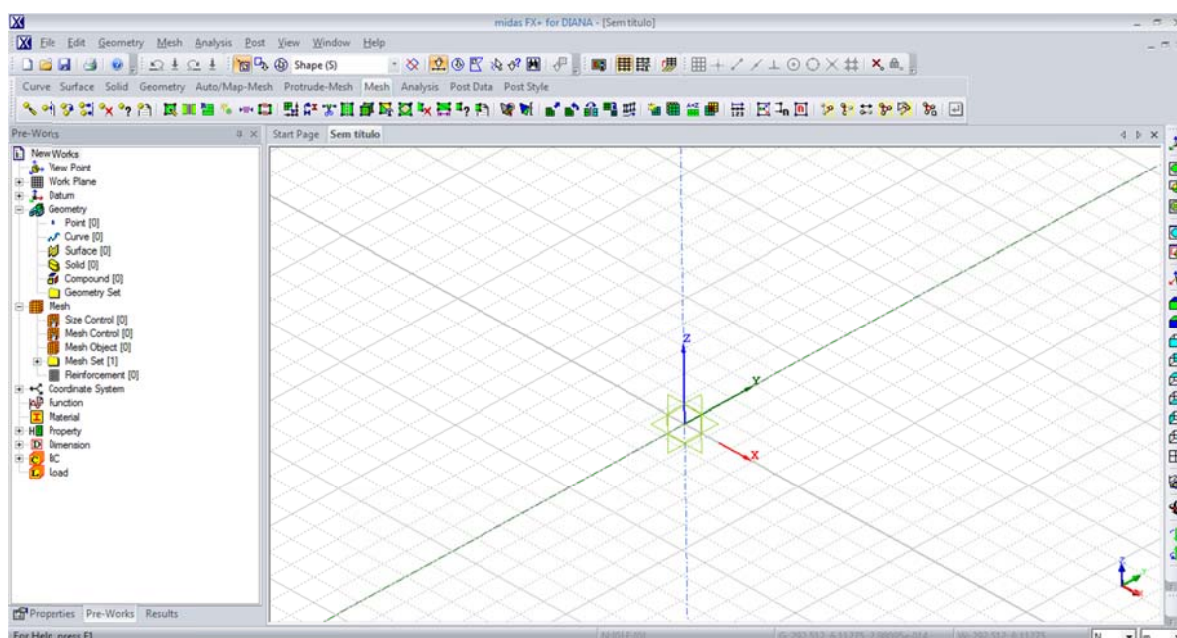 midas FX+ for DIANA - [Sem título]
File Edit Geometry Mesh Analysis Post View Window Help
Shape (S)
Curve Surface Solid Geometry Auto/Map-Mesh Protrude-Mesh Mesh Analysis Post Data Post Style
Pre-Works
Start Page Sem título
New Works
View Point
Work Plane
Datum
Geometry
Point [0]
Curve [0]
Surface [0]
Solid [0]
Compound [0]
Geometry Set
Mesh
Size Control [0]
Mesh Control [0]
Mesh Object [0]
Mesh Set [1]
Reinforcement [0]
Coordinate System
Function
Material
Property
Dimension
BC
Load
Z
Y
X
Z
Properties Pre-Works Results
For Help, press F1
N